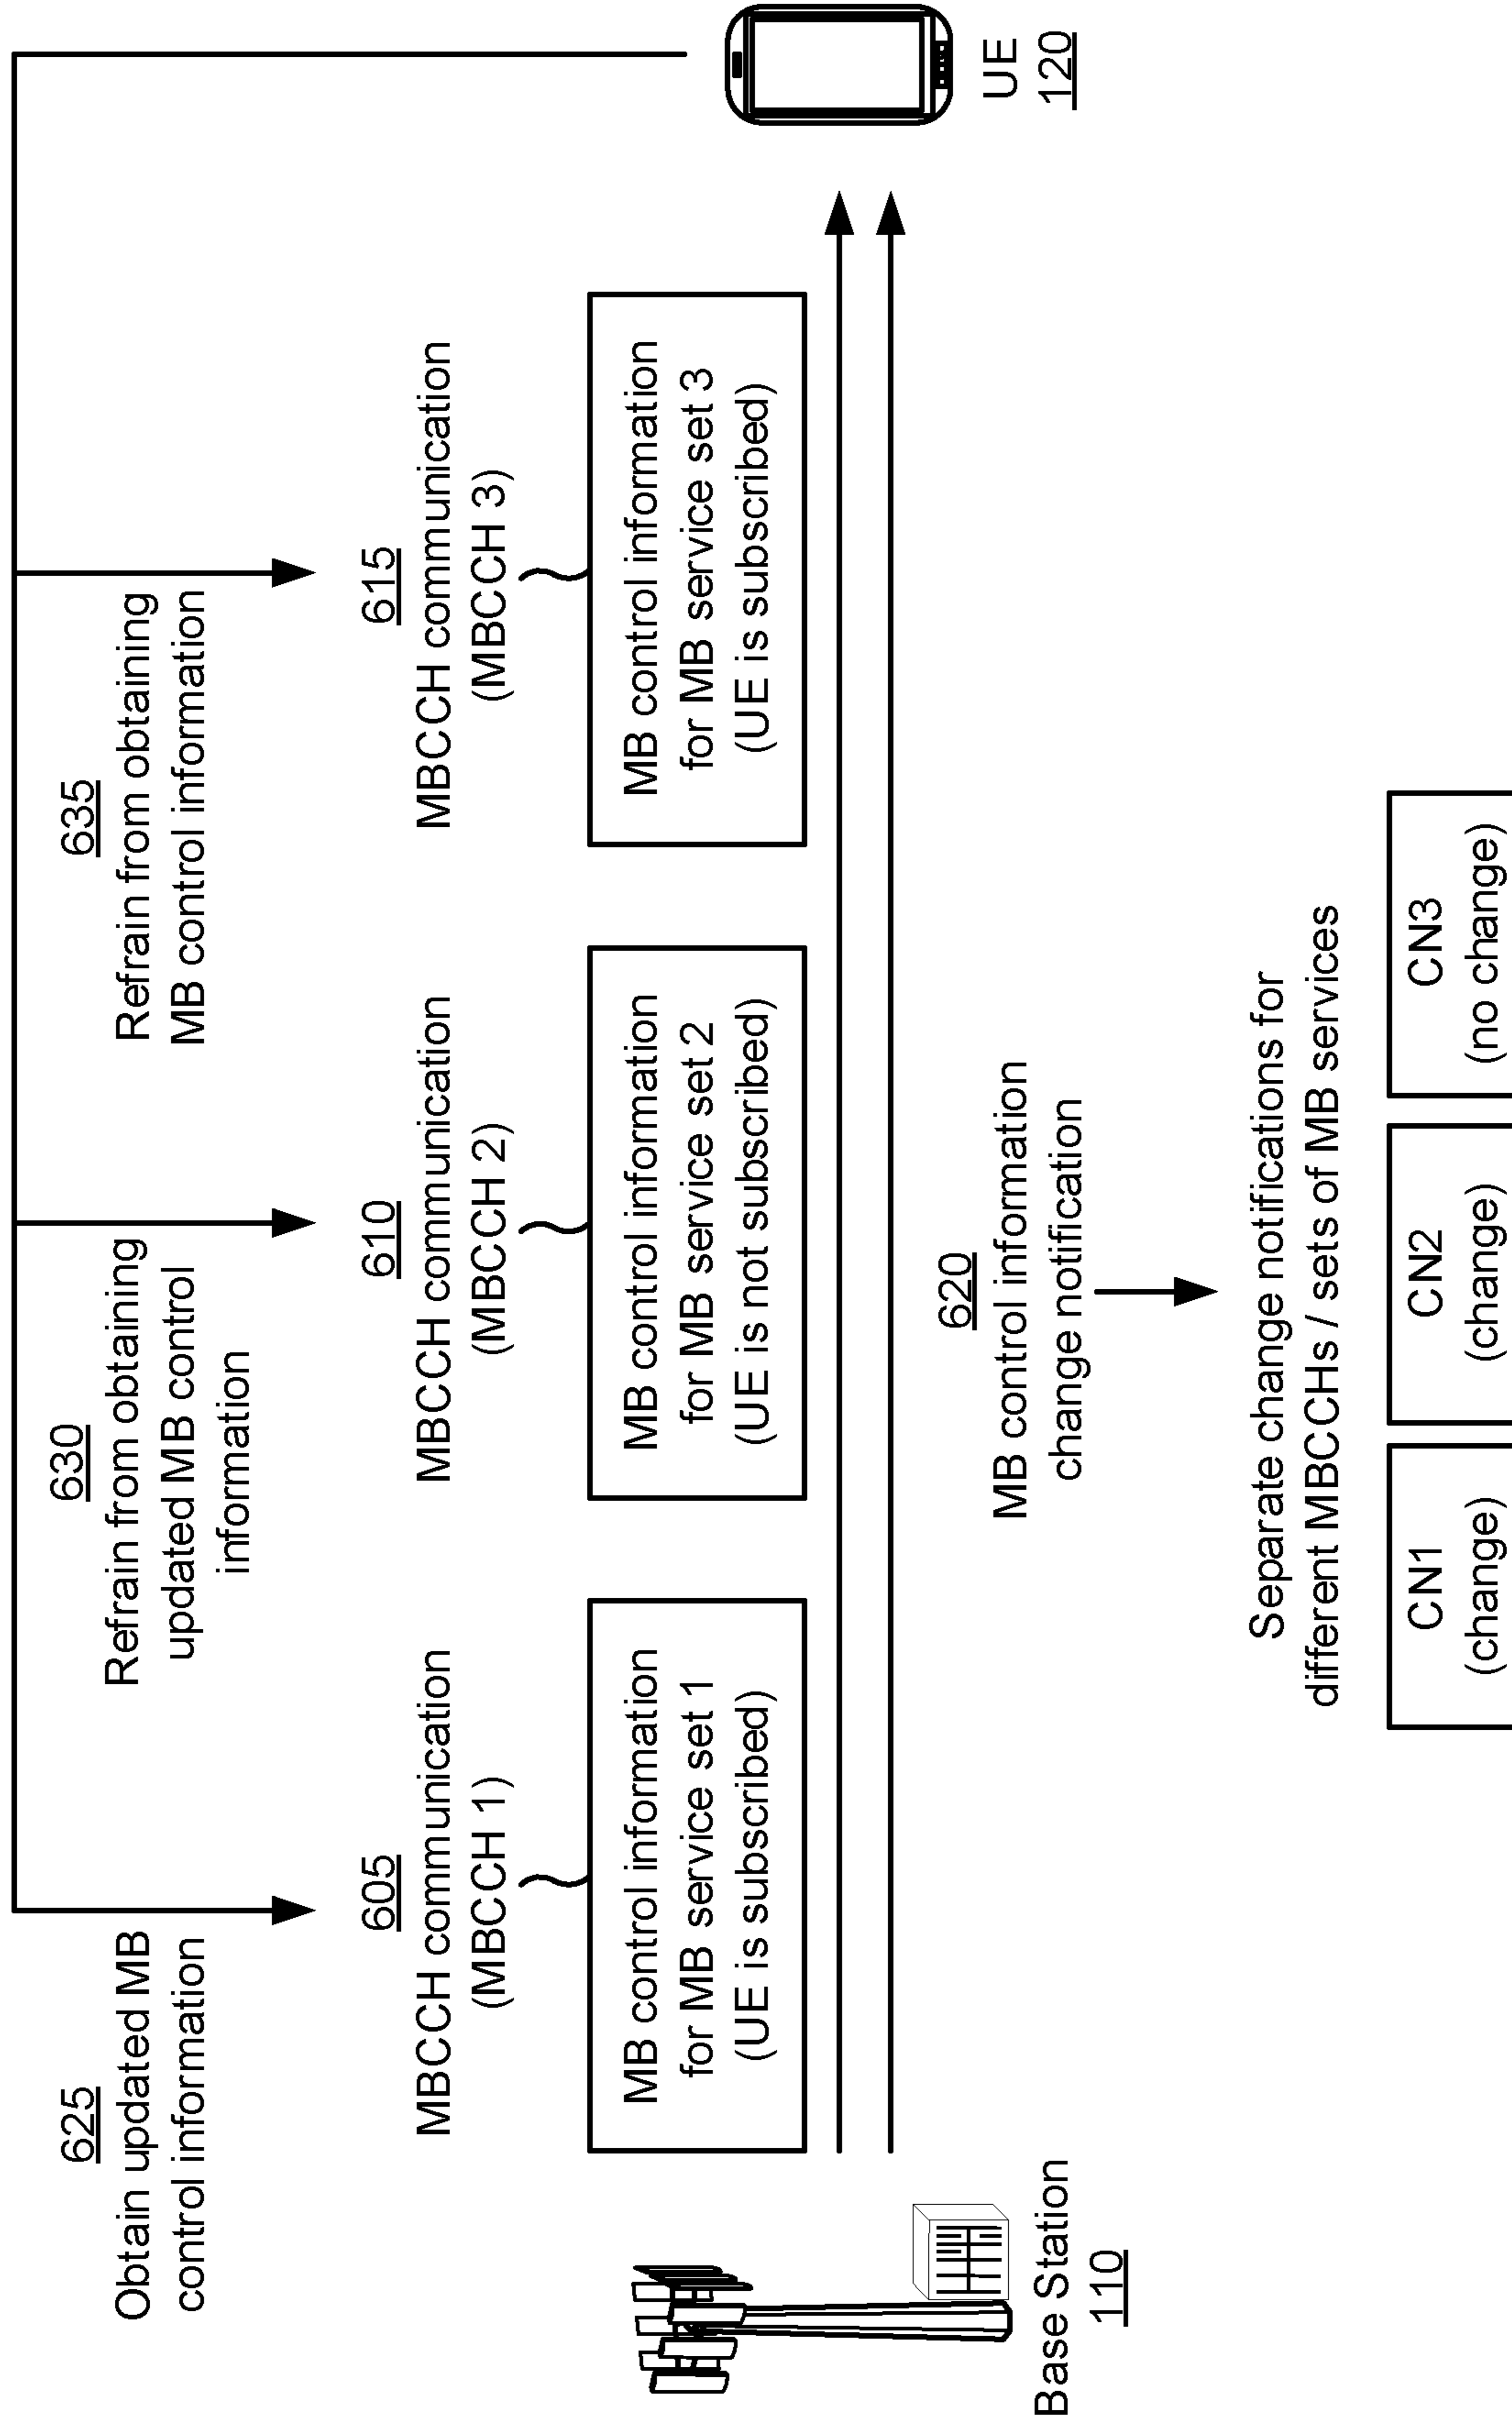 625
Obtain updated MB
control information
630
Refrain from obtaining
updated MB control
information
635
Refrain from obtaining
MB control information
605
MBCCH communication
(MBCCH 1)
610
MBCCH communication
(MBCCH 2)
615
MBCCH communication
(MBCCH 3)
MB control information
for MB service set 1
(UE is subscribed)
MB control information
for MB service set 2
(UE is not subscribed)
MB control information
for MB service set 3
(UE is subscribed)
Base Station
110
UE
120
620
MB control information
change notification
Separate change notifications for
different MBCCHs / sets of MB services
CN1
(change)
CN2
(change)
CN3
(no change)